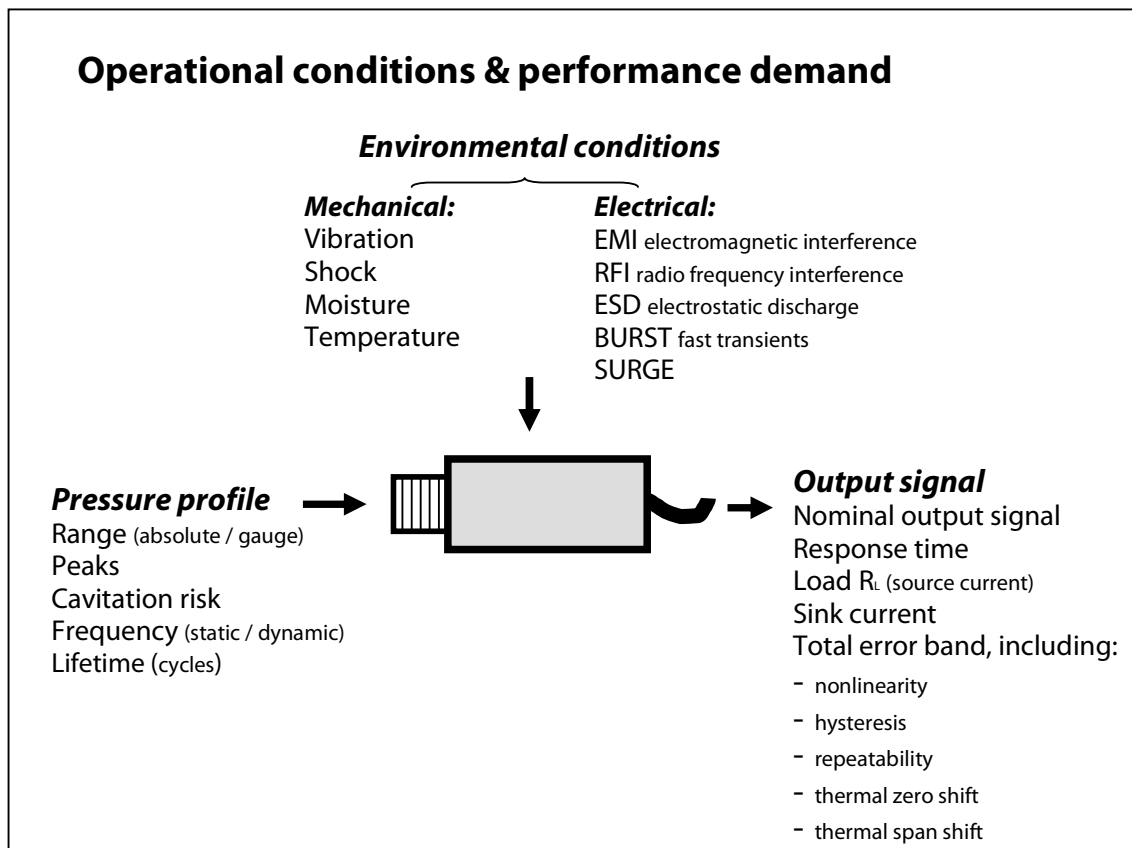 Operational conditions & performance demand
Environmental conditions
Mechanical:
Vibration
Shock
Moisture
Temperature
Electrical:
EMI electromagnetic interference
RFI radio frequency interference
ESD electrostatic discharge
BURST fast transients
SURGE
Pressure profile
Range (absolute / gauge)
Peaks
Cavitation risk
Frequency (static / dynamic)
Lifetime (cycles)
Output signal
Nominal output signal
Response time
Load RL (source current)
Sink current
Total error band, including:
- nonlinearity
- hysteresis
- repeatability
- thermal zero shift
- thermal span shift